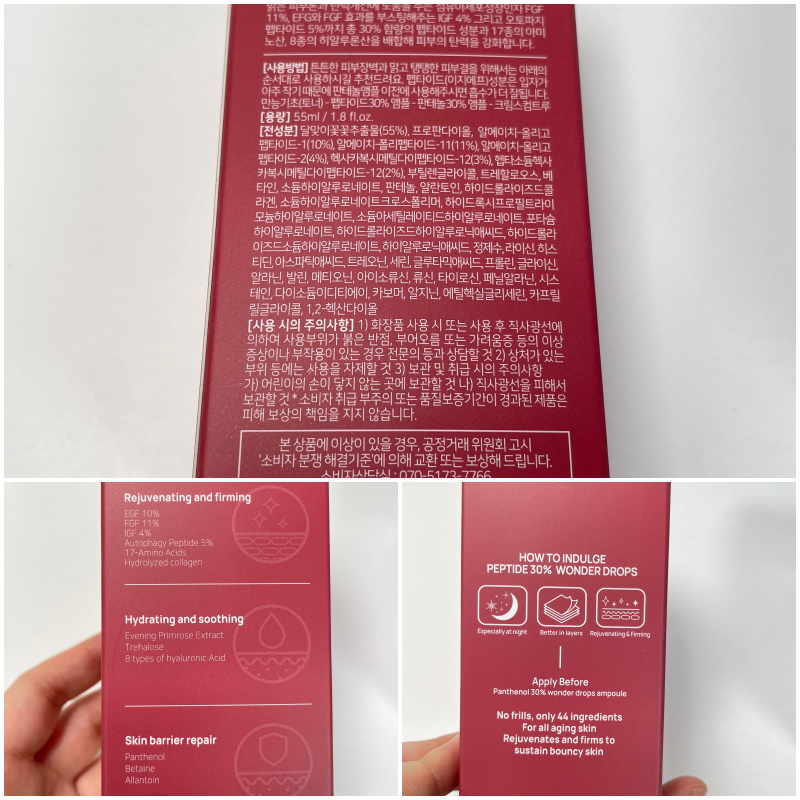 맑은 피부톤과 탄력개선에 도움을 주는 섬유아세포성장인자 FGF
11%, EFG와 FGF 효과를 부스팅해주는 IGF 4% 그리고 오토파지
펩타이드 5%까지 총 30% 함량의 펩타이드 성분과 17종의 아미
노산, 8종의 히알루론산을 배합해 피부의 탄력을 강화합니다.
[사용방법] 튼튼한 피부장벽과 맑고 탱탱한 피부결을 위해서는 아래의
순서대로 사용하시길 추천드려요. 펩타이드(이지에프)성분은 입자가
아주 작기 때문에 판테놀앰플 이전에 사용해주시면 흡수가 더 잘됩니다.
만능기초(토너) - 펩타이드30% 앰플 - 판테놀30% 앰플 - 크림스컴트루
[용량] 55ml / 1.8 fl.oz.
[전성분] 달맞이꽃꽃추출물(55%), 프로판다이올, 알에이치-올리고
펩타이드-1(10%), 알에이치-폴리펩타이드-11(11%), 알에이치-올리고
펩타이드-2(4%), 헥사카복시메틸다이펩타이드-12(3%), 헵타소듐헥사
카복시메틸다이펩타이드-12(2%), 부틸렌글라이콜, 트레할로오스, 베
타인, 소듐하이알루로네이트, 판테놀, 알란토인, 하이드롤라이즈드콜
라겐, 소듐하이알루로네이트크로스폴리머, 하이드록시프로필트라이
모늄하이알루로네이트, 소듐아세틸레이티드하이알루로네이트, 포타슘
하이알루로네이트, 하이드롤라이즈드하이알루로닉애씨드, 하이드롤라
이즈드소듐하이알루로네이트, 하이알루로닉애씨드, 정제수, 라이신, 히스
티딘, 아스파틱애씨드, 트레오닌, 세린, 글루타믹애씨드, 프롤린, 글라이신,
알라닌, 발린, 메티오닌, 아이소류신, 류신, 타이로신, 페닐알라닌, 시스
테인, 다이소듐이디티에이, 카보머, 알지닌, 에틸헥실글리세린, 카프릴
릴글라이콜, 1,2-헥산다이올
[사용 시의 주의사항] 1) 화장품 사용 시 또는 사용 후 직사광선에
의하여 사용부위가 붉은 반점, 부어오름 또는 가려움증 등의 이상
증상이나 부작용이 있는 경우 전문의 등과 상담할 것 2) 상처가 있는
부위 등에는 사용을 자제할 것 3) 보관 및 취급 시의 주의사항
가) 어린이의 손이 닿지 않는 곳에 보관할 것 나) 직사광선을 피해서
보관할 것 * 소비자 취급 부주의 또는 품질보증기간이 경과된 제품은
피해 보상의 책임을 지지 않습니다.
본 상품에 이상이 있을 경우, 공정거래 위원회 고시
'소비자 분쟁 해결기준'에 의해 교환 또는 보상해 드립니다.
소비자상담실 : 070-5173-7766
Rejuvenating and firming
EGF 10%
FGF 11%
IGF 4%
Autophagy Peptide 5%
17-Amino Acids
Hydrolyzed collagen
Hydrating and soothing
Evening Primrose Extract
Trehalose
8 types of hyaluronic Acid
Skin barrier repair
Panthenol
Betaine
Allantoin
HOW TO INDULGE
PEPTIDE 30% WONDER DROPS
Especially at night
Better in layers
Rejuvenating & Firming
Apply Before
Panthenol 30% wonder drops ampoule
No frills, only 44 ingredients
For all aging skin
Rejuvenates and firms to
sustain bouncy skin